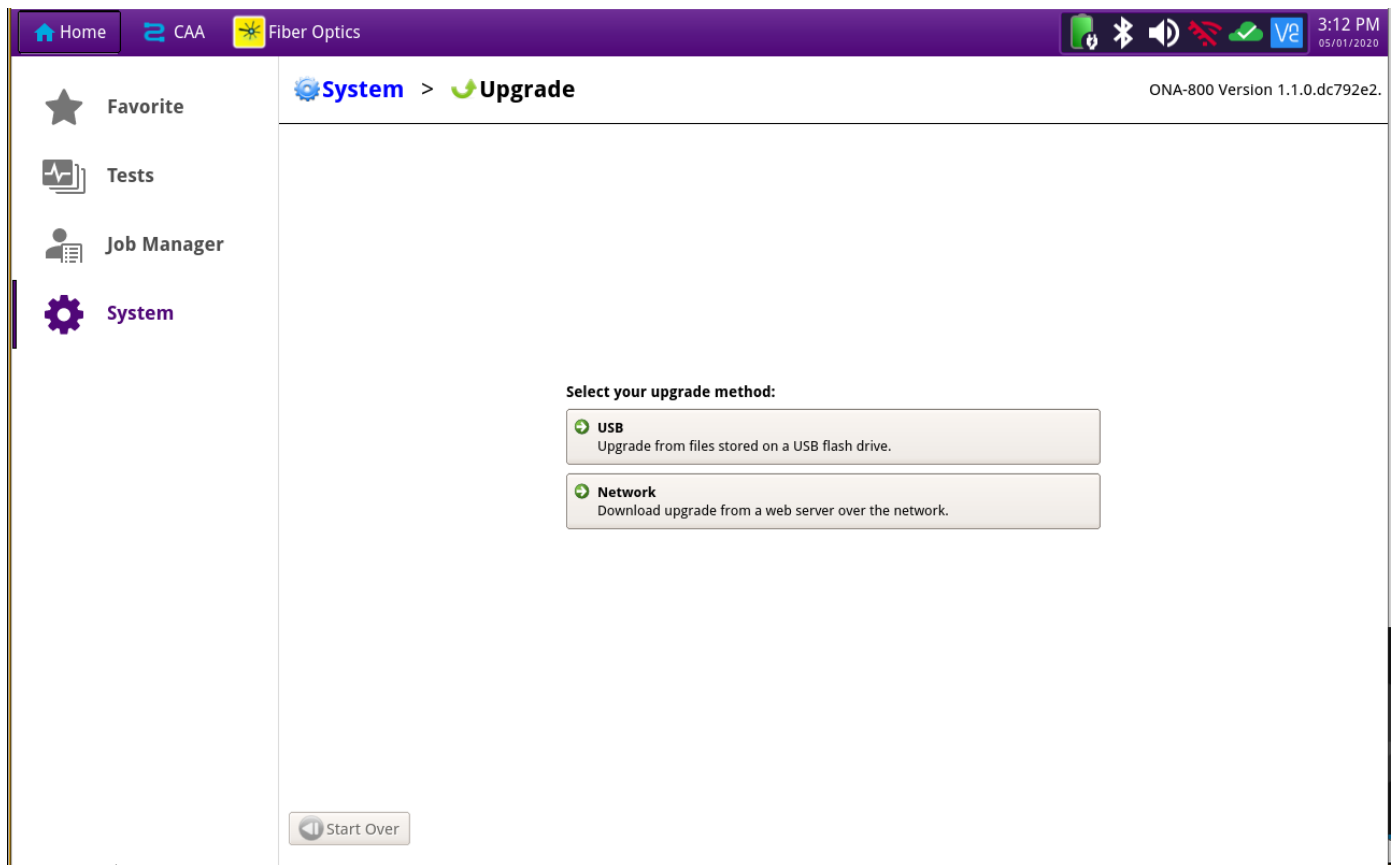 Home CAA Fiber Optics 3:12 PM
05/01/2020
System > Upgrade ONA-800 Version 1.1.0.dc792e2.
Favorite
Tests
Job Manager
System
Select your upgrade method:
USB
Upgrade from files stored on a USB flash drive.
Network
Download upgrade from a web server over the network.
Start Over